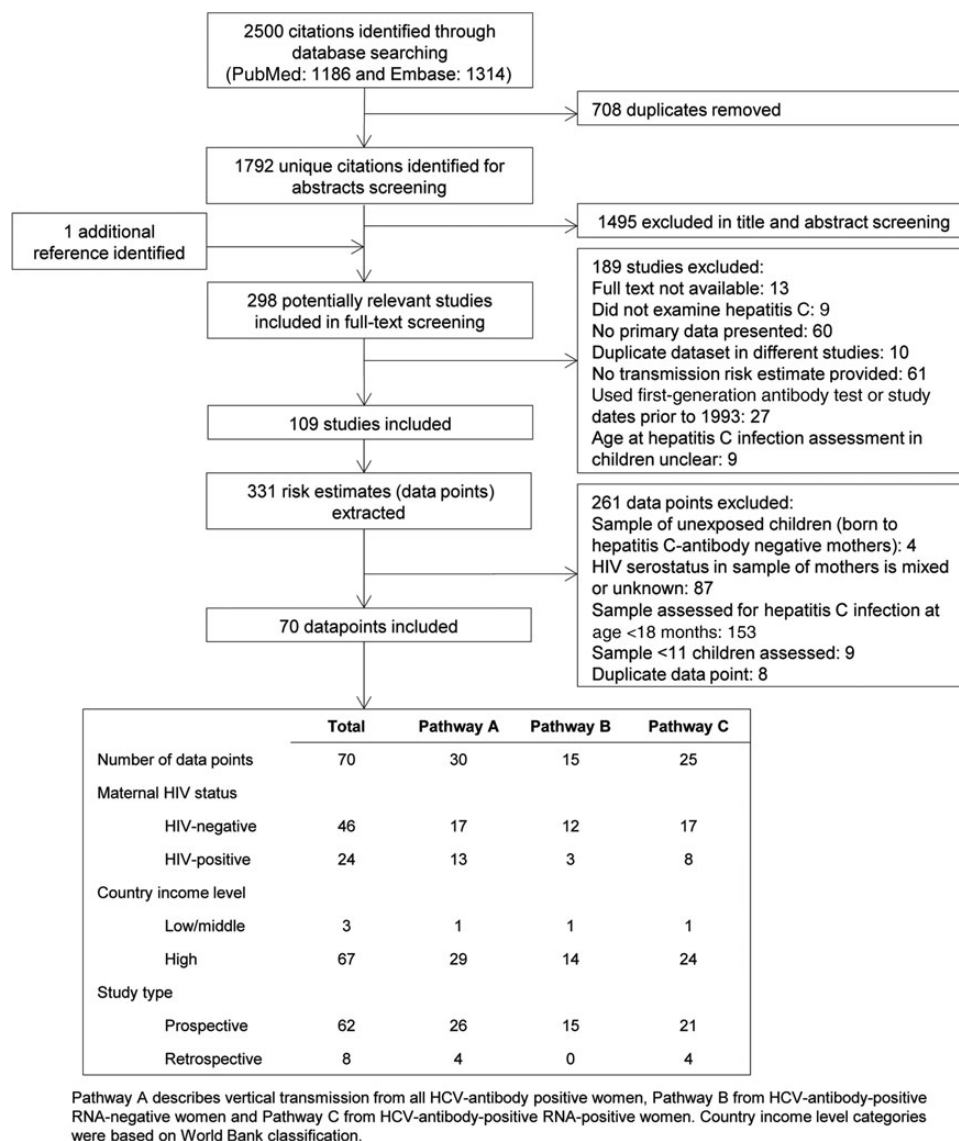 2500 citations identified through
database searching
(PubMed: 1186 and Embase: 1314)
708 duplicates removed
1792 unique citations identified for
abstracts screening
1495 excluded in title and abstract screening
1 additional
reference identified
298 potentially relevant studies
included in full-text screening
189 studies excluded:
Full text not available: 13
Did not examine hepatitis C: 9
No primary data presented: 60
Duplicate dataset in different studies: 10
No transmission risk estimate provided: 61
Used first-generation antibody test or study
dates prior to 1993: 27
Age at hepatitis C infection assessment in
children unclear: 9
109 studies included
331 risk estimates (data points)
extracted
261 data points excluded:
Sample of unexposed children (born to
hepatitis C-antibody negative mothers): 4
HIV serostatus in sample of mothers is mixed
or unknown: 87
Sample assessed for hepatitis C infection at
age <18 months: 153
Sample <11 children assessed: 9
Duplicate data point: 8
70 datapoints included
Total Pathway A Pathway B Pathway C
Number of data points 70 30 15 25
Maternal HIV status
HIV-negative 46 17 12 17
HIV-positive 24 13 3 8
Country income level
Low/middle 3 1 1 1
High 67 29 14 24
Study type
Prospective 62 26 15 21
Retrospective 8 4 0 4
Pathway A describes vertical transmission from all HCV-antibody positive women, Pathway B from HCV-antibody-positive
RNA-negative women and Pathway C from HCV-antibody-positive RNA-positive women. Country income level categories
were based on World Bank classification.